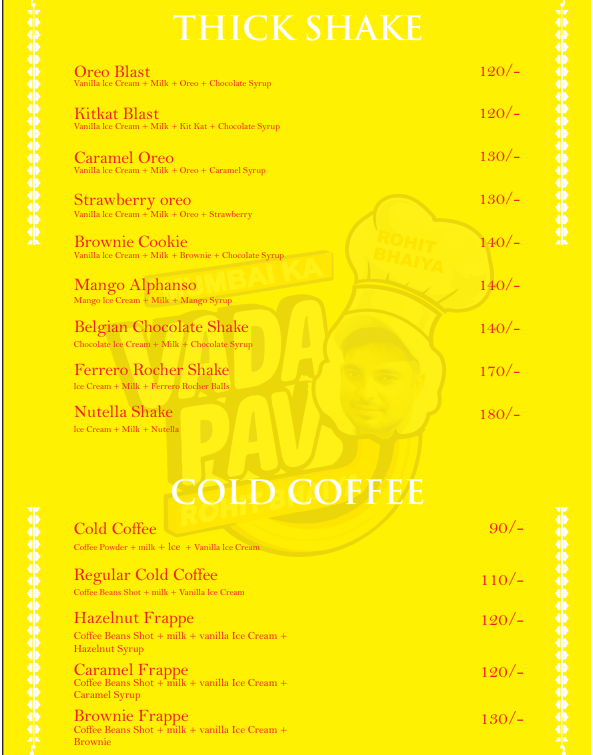 THICK SHAKE
Oreo Blast 120/-
Vanilla Ice Cream + Milk + Oreo + Chocolate Syrup
Kitkat Blast 120/-
Vanilla Ice Cream + Milk + Kit Kat + Chocolate Syrup
Caramel Oreo 130/-
Vanilla Ice Cream + Milk + Oreo + Caramel Syrup
Strawberry oreo 130/-
Vanilla Ice Cream + Milk + Oreo + Strawberry
Brownie Cookie 140/-
Vanilla Ice Cream + Milk + Brownie + Chocolate Syrup
ROHIT
BHAIYA
MUMBAI KA
Mango Alphanso 140/-
Mango Ice Cream + Milk + Mango Syrup
Belgian Chocolate Shake 140/-
Chocolate Ice Cream + Milk + Chocolate Syrup
VADA
Ferrero Rocher Shake 170/-
Ice Cream + Milk + Ferrero Rocher Balls
Nutella Shake 180/-
Ice Cream + Milk + Nutella
PAV
COLD COFFEE
Cold Coffee 90/-
Coffee Powder + milk + Ice + Vanilla Ice Cream
Regular Cold Coffee 110/-
Coffee Beans Shot + milk + Vanilla Ice Cream
Hazelnut Frappe 120/-
Coffee Beans Shot + milk + vanilla Ice Cream +
Hazelnut Syrup
Caramel Frappe 120/-
Coffee Beans Shot + milk + vanilla Ice Cream +
Caramel Syrup
Brownie Frappe 130/-
Coffee Beans Shot + milk + vanilla Ice Cream +
Brownie